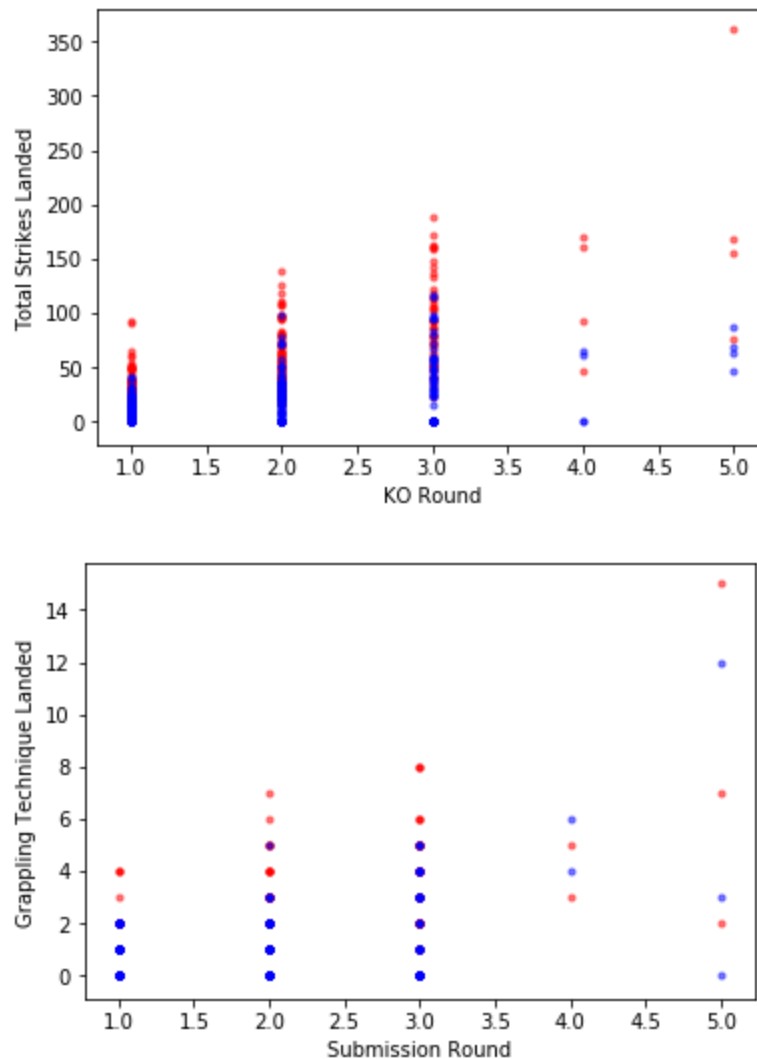 350
300
250
200
150
100
50
0
Total Strikes Landed
1.0 1.5 2.0 2.5 3.0 3.5 4.0 4.5 5.0
KO Round
14
12
10
8
6
4
2
0
Grappling Technique Landed
1.0 1.5 2.0 2.5 3.0 3.5 4.0 4.5 5.0
Submission Round